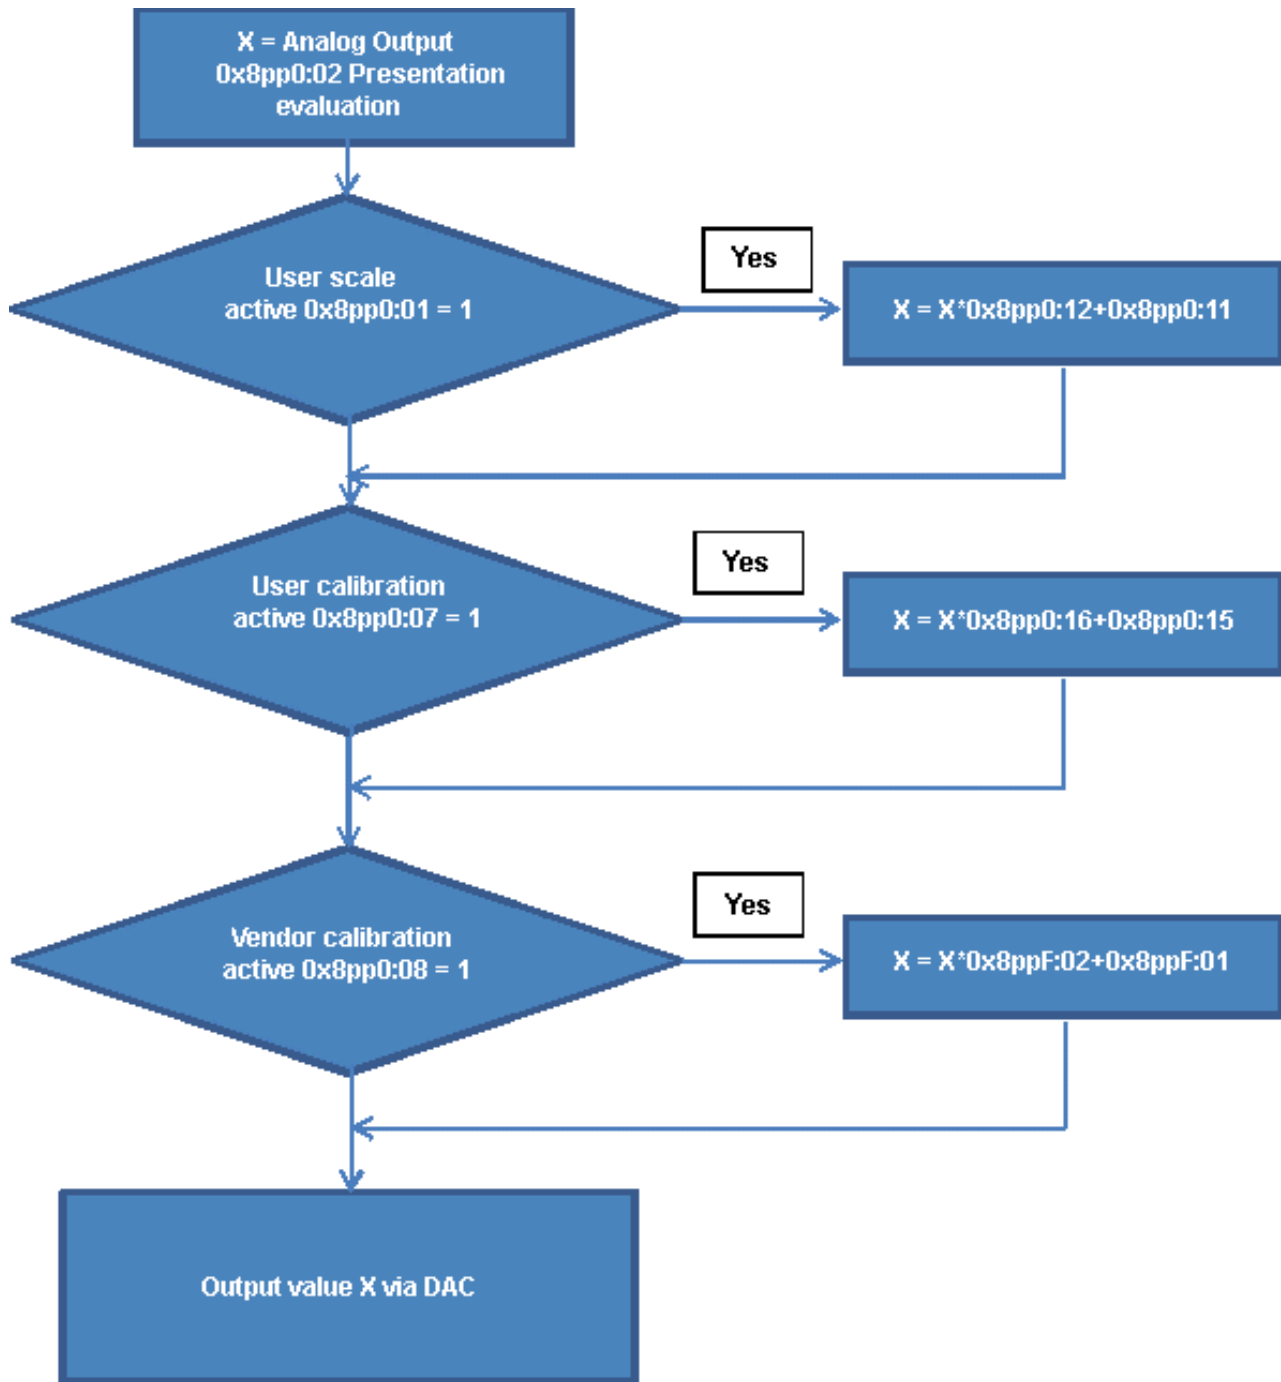 X = Analog Output
0x8pp0:02 Presentation
evaluation
User scale
active 0x8pp0:01 = 1
Yes
X = X*0x8pp0:12+0x8pp0:11
User calibration
active 0x8pp0:07 = 1
Yes
X = X*0x8pp0:16+0x8pp0:15
Vendor calibration
active 0x8pp0:08 = 1
Yes
X = X*0x8ppF:02+0x8ppF:01
Output value X via DAC